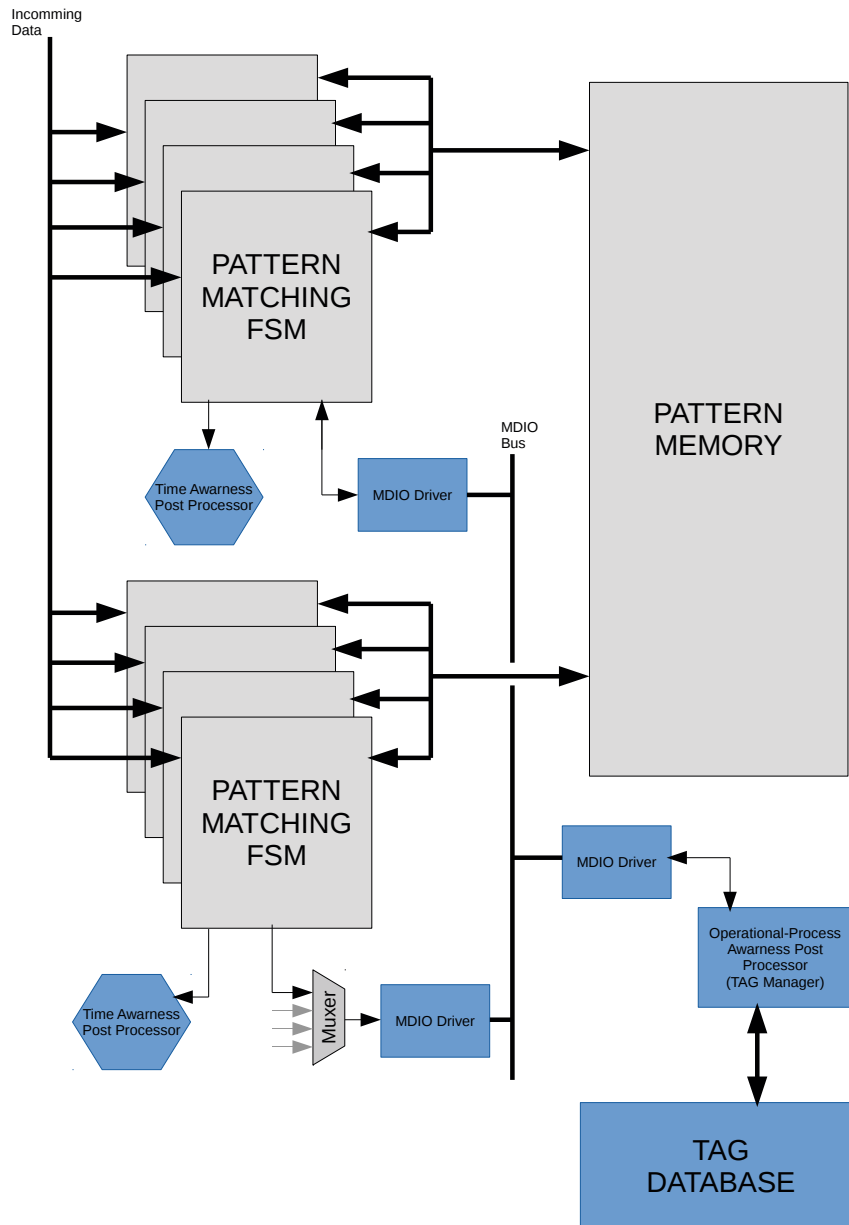 Incomming
Data
PATTERN
MATCHING
FSM
PATTERN
MEMORY
MDIO
Bus
Time Awarness
Post Processor
MDIO Driver
PATTERN
MATCHING
FSM
MDIO Driver
Operational-Process
Awarness Post
Processor
(TAG Manager)
Time Awarness
Post Processor
Muxer
MDIO Driver
TAG
DATABASE